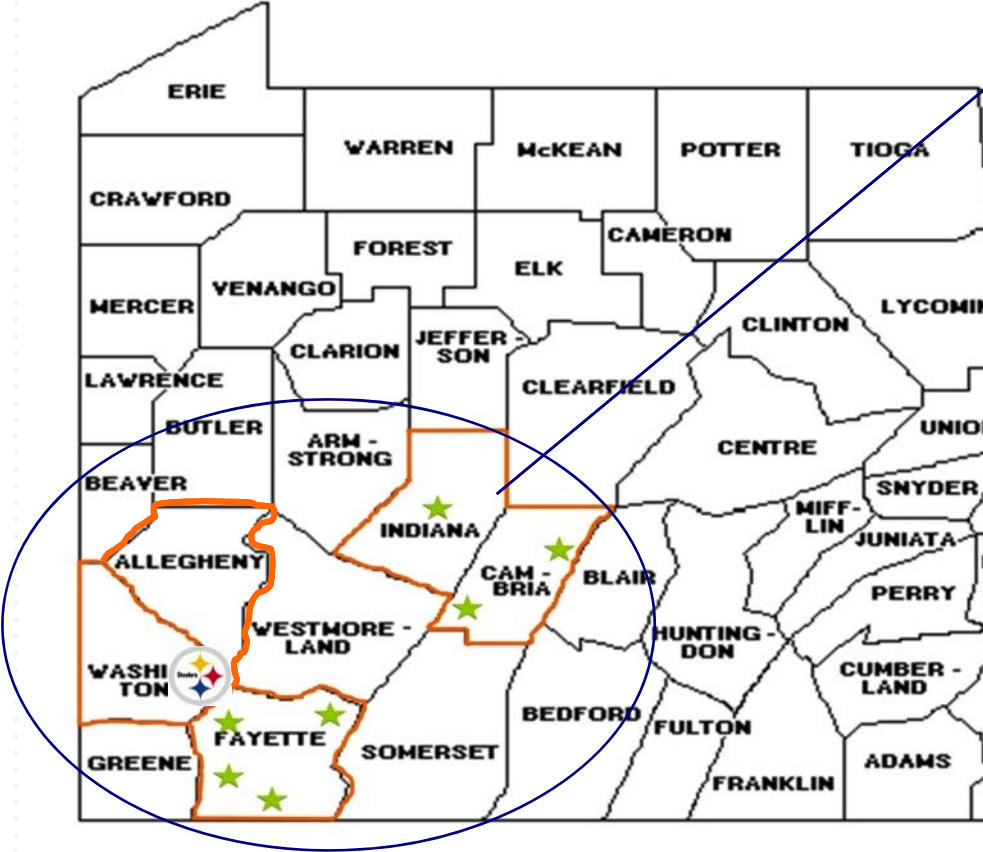 ERIE
WARREN
McKEAN
POTTER
TIOGA
CRAWFORD
CAMERON
FOREST
ELK
VENANGO
MERCER
LYCOMIN
CLINTON
JEFFER -
SON
CLARION
LAWRENCE
CLEARFIELD
BUTLER
UNIO
ARM -
STRONG
CENTRE
BEAVER
SNYDER
MIFF-
LIN
INDIANA
JUNIATA
ALLEGHENY
CAM -
BRIA
BLAIR
PERRY
WESTMORE -
LAND
HUNTING -
DON
WASHI
TON
Steelers
CUMBER -
LAND
BEDFORD
FULTON
FAYETTE
SOMERSET
GREENE
ADAMS
FRANKLIN